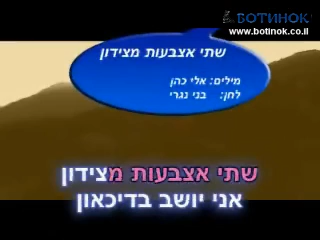 БОТИНОК
www.botinok.co.il
שתי אצבעות מצידון
מילים: אלי כהן
לחן: בני נגרי
שתי אצבעות מצידון
אני יושב בדיכאון